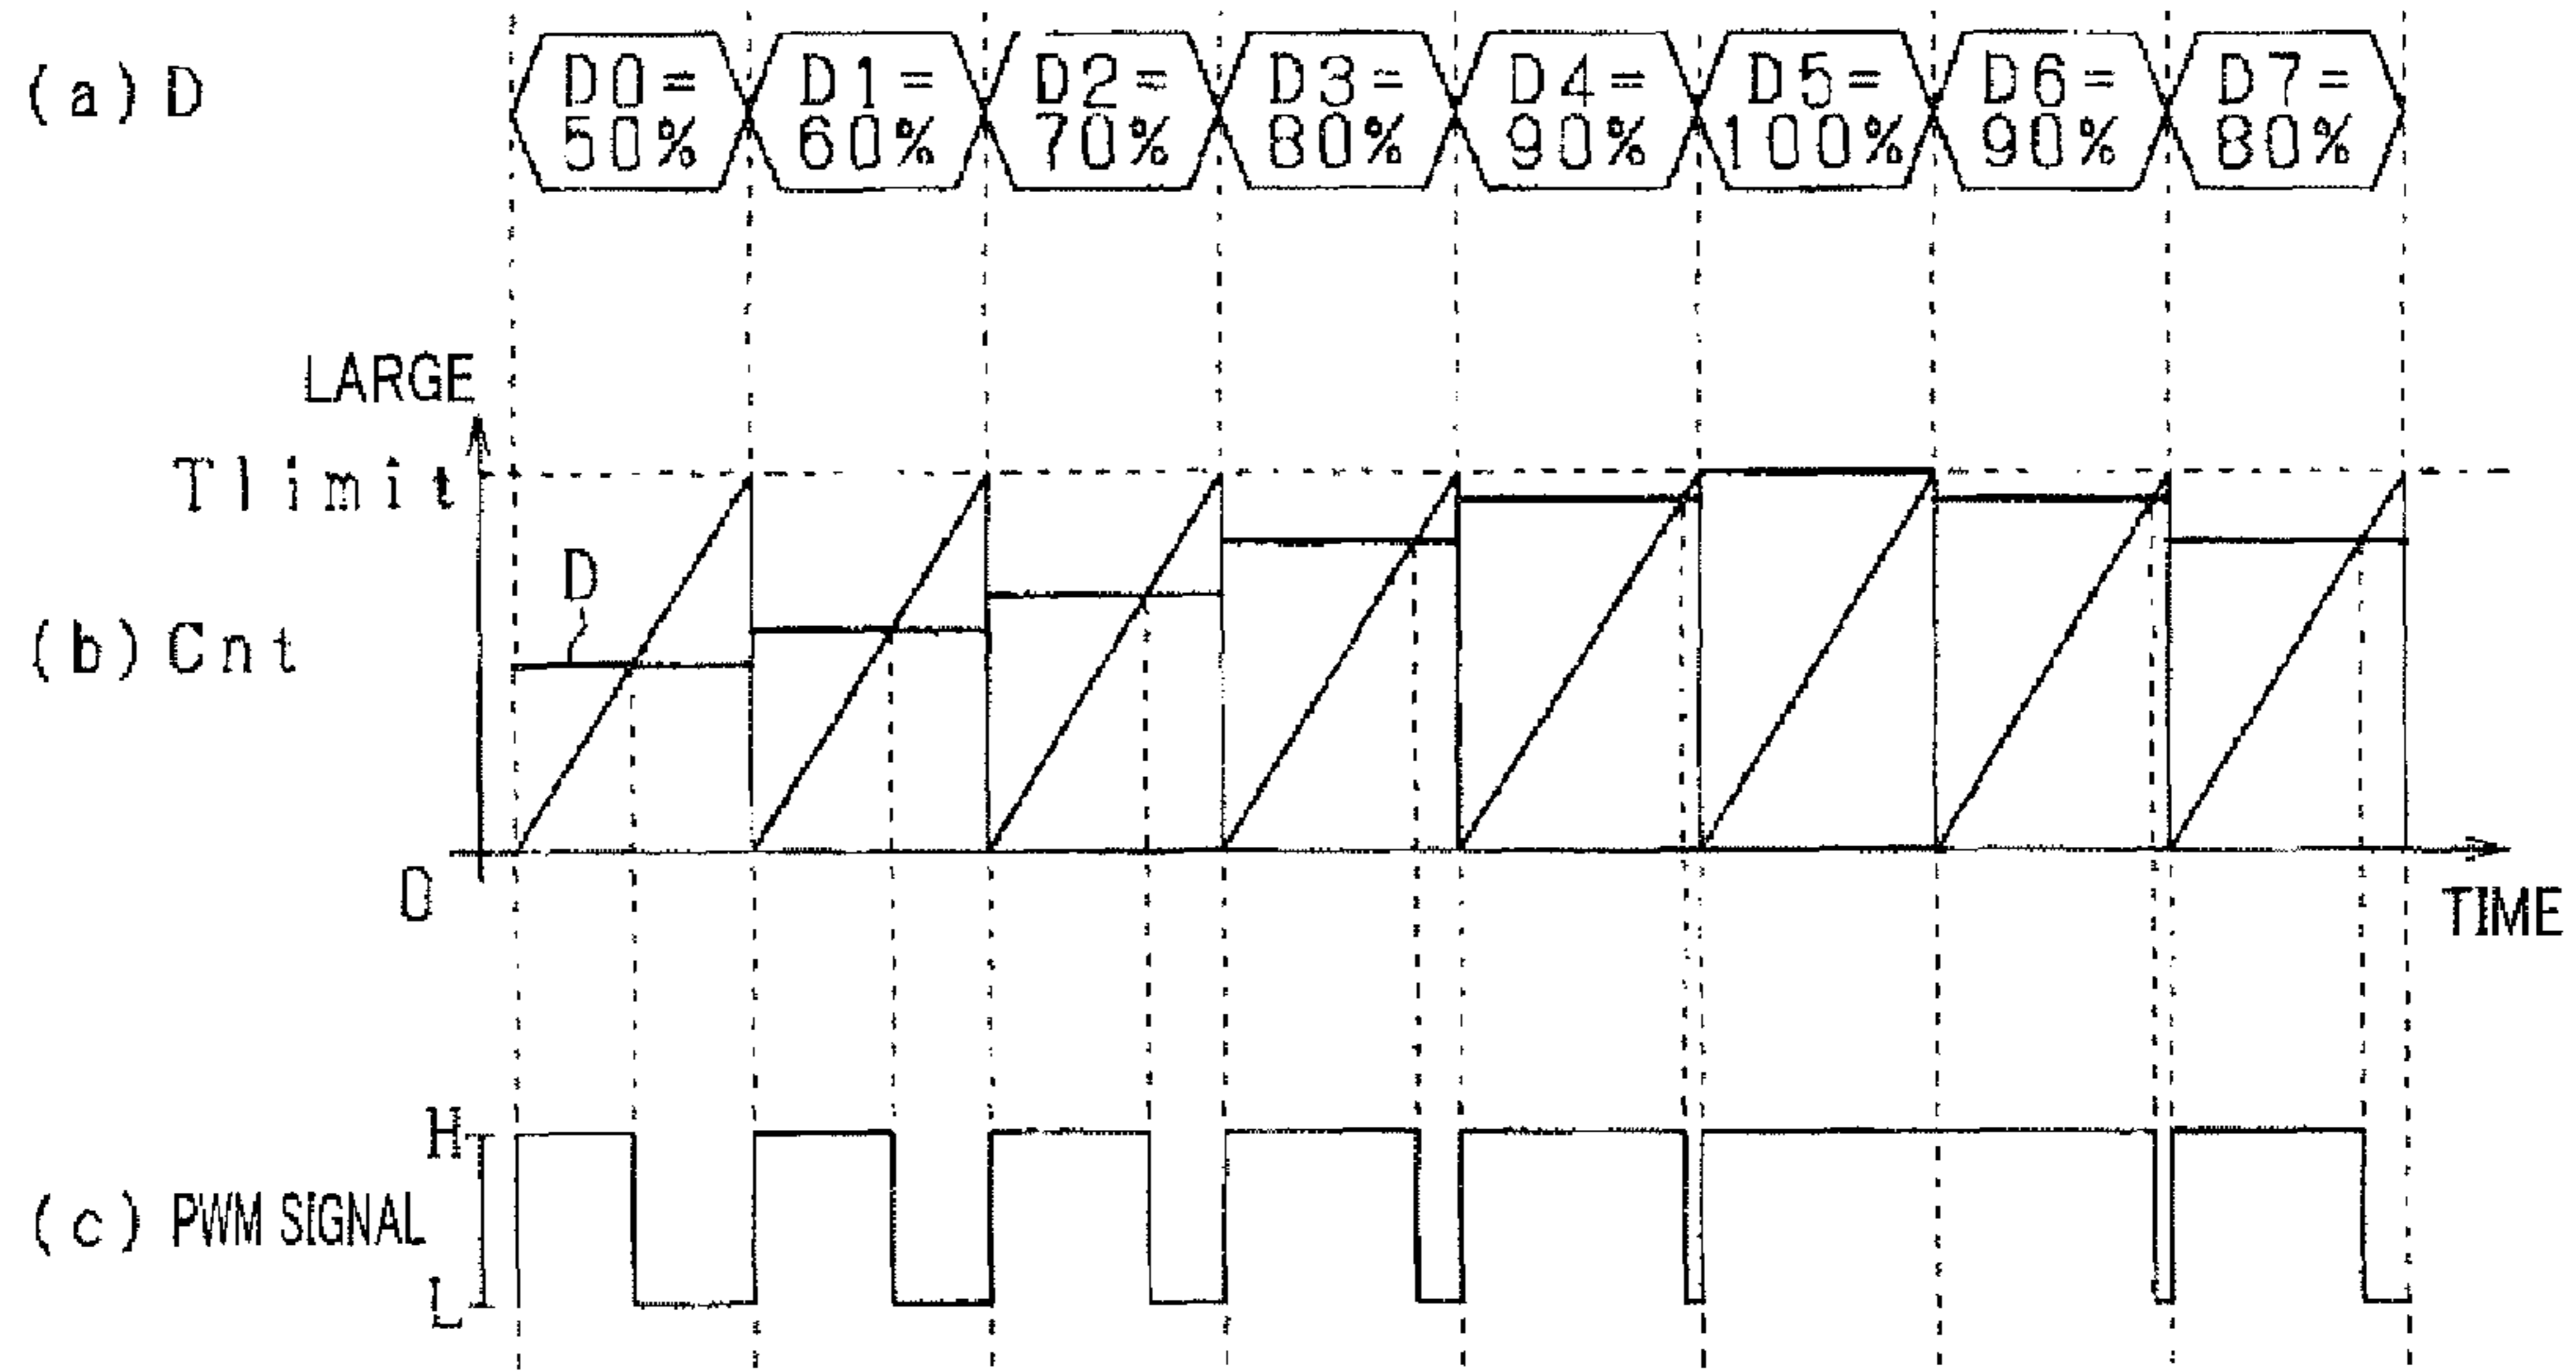 (a) D
D0=
50%
D1=
60%
D2=
70%
D3=
80%
D4=
90%
D5=
100%
D6=
90%
D7=
80%
LARGE
Tlimit
D
(b) Cnt
0
TIME
H
(c) PWM SIGNAL
L